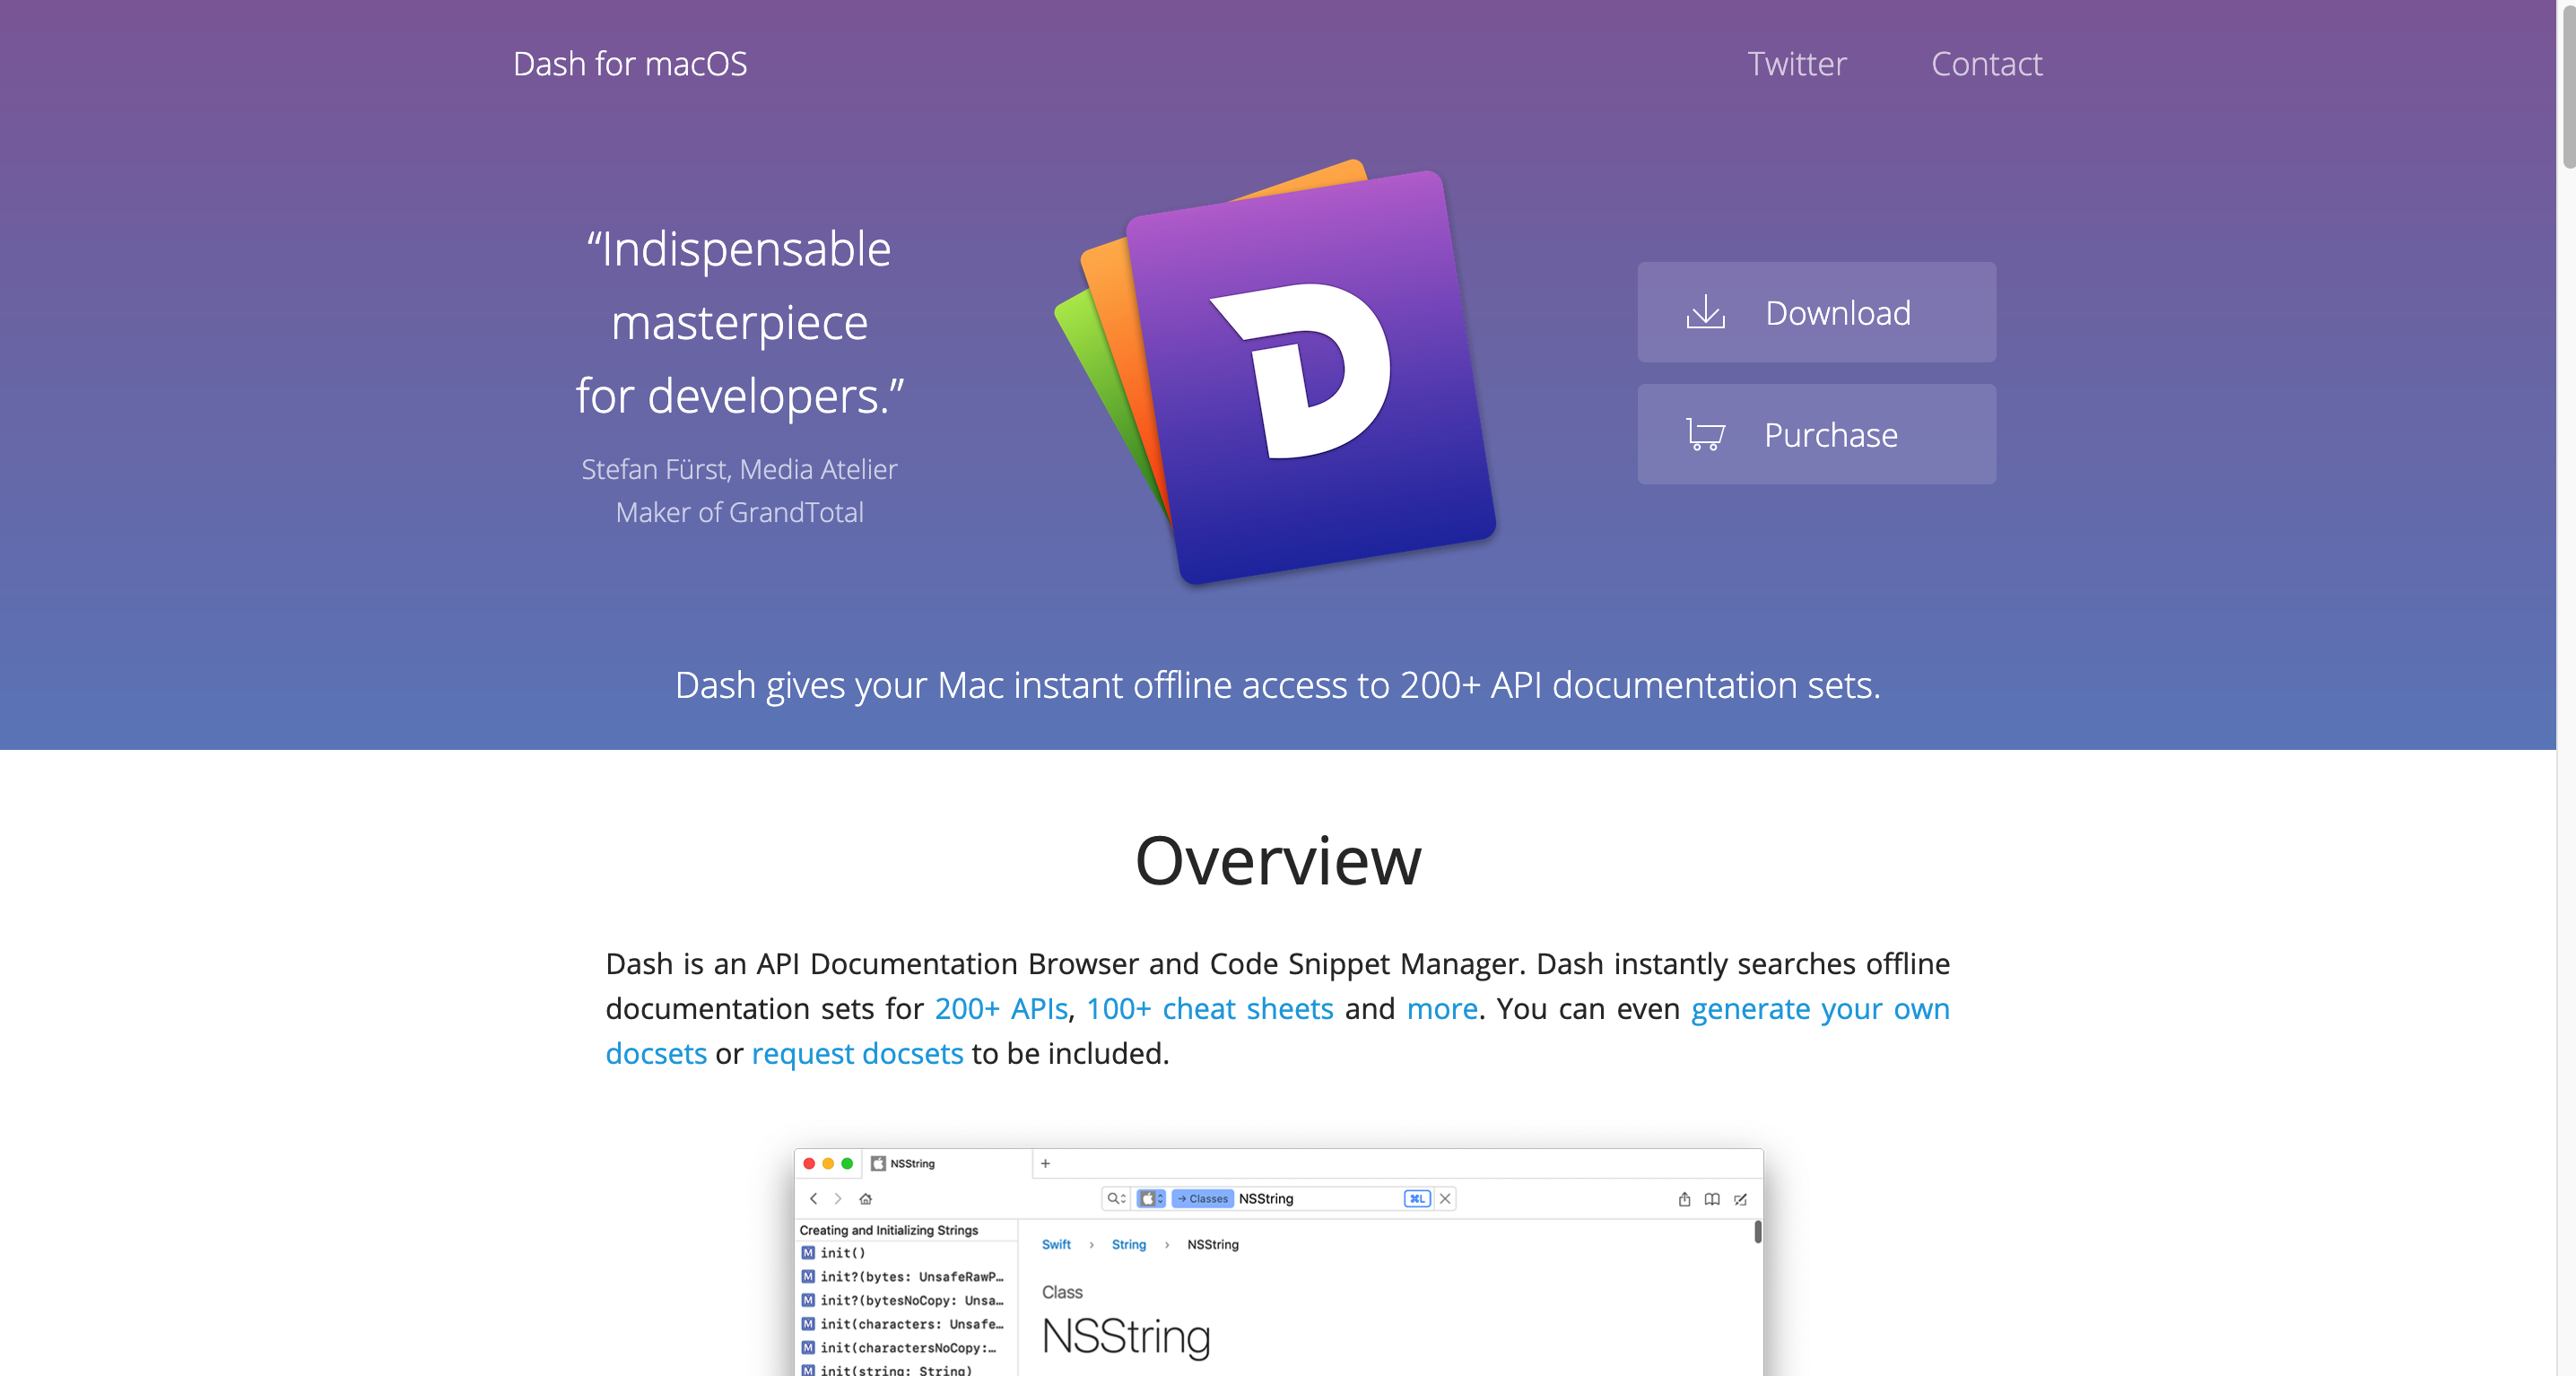 Dash for macOS
Twitter
Contact
“Indispensable
masterpiece
for developers.”
Stefan Fürst, Media Atelier
Maker of GrandTotal
D
Download
Purchase
Dash gives your Mac instant offline access to 200+ API documentation sets.
Overview
Dash is an API Documentation Browser and Code Snippet Manager. Dash instantly searches offline
documentation sets for 200+ APIs, 100+ cheat sheets and more. You can even generate your own
docsets or request docsets to be included.
NSString
+
→ Classes NSString
⌘L
Creating and Initializing Strings
M init()
M init?(bytes: UnsafeRawP…
M init?(bytesNoCopy: Unsa…
M init(characters: Unsafe…
M init(charactersNoCopy:…
M init(string: String)
Swift › String › NSString
Class
NSString